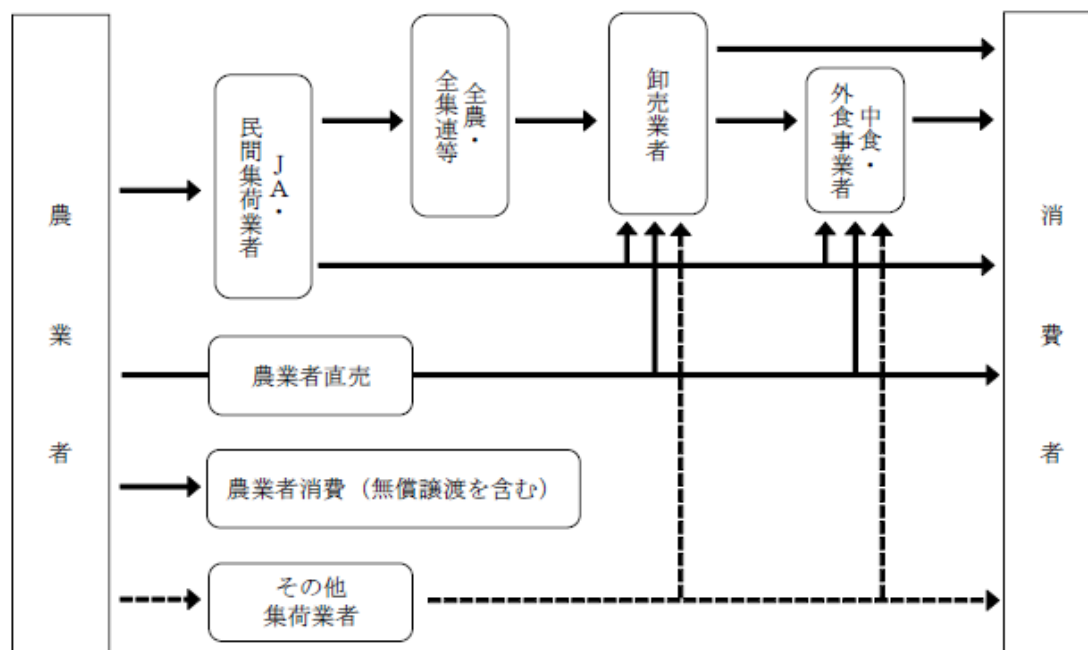 農業者
JA・
民間集荷業者
全農・
全集連等
卸売業者
中食・
外食事業者
農業者直売
農業者消費（無償譲渡を含む）
その他
集荷業者
消費者